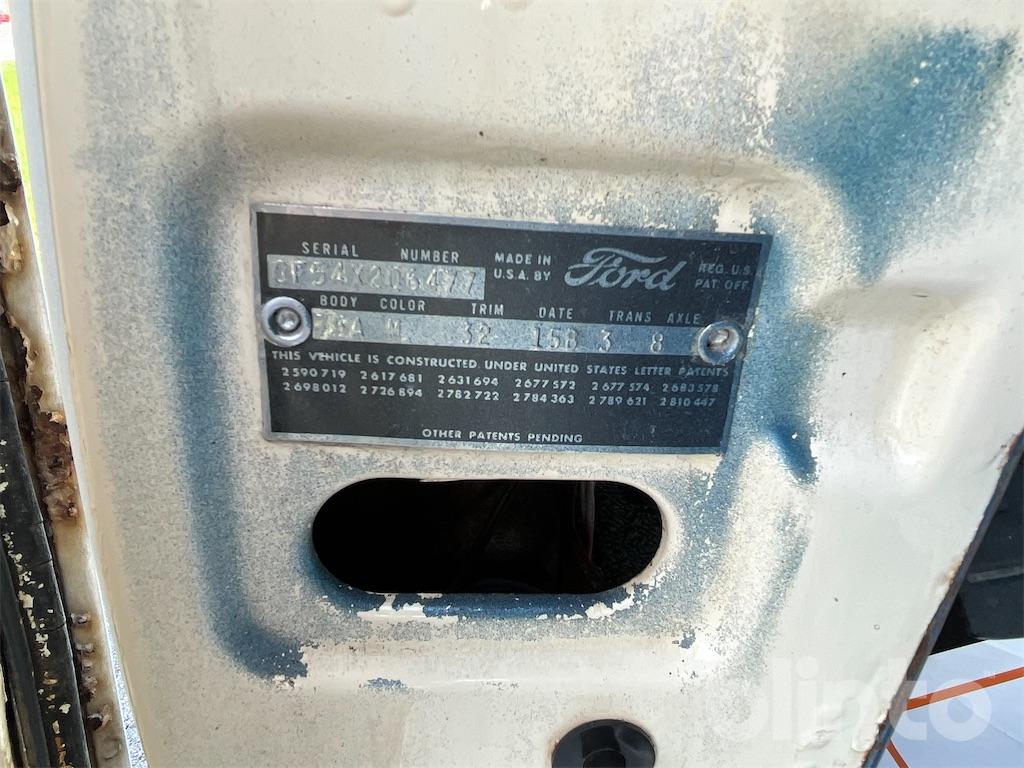 SERIAL NUMBER
MADE IN
U.S.A. BY
Ford
REG. U.S.
PAT. OFF.
0F54X206477
BODY COLOR TRIM DATE TRANS AXLE
M 32 15B 3 8
THIS VEHICLE IS CONSTRUCTED UNDER UNITED STATES LETTER PATENTS
2590719 2617681 2631694 2677572 2677574 2683578
2698012 2726894 2782722 2784363 2789621 2810447
OTHER PATENTS PENDING